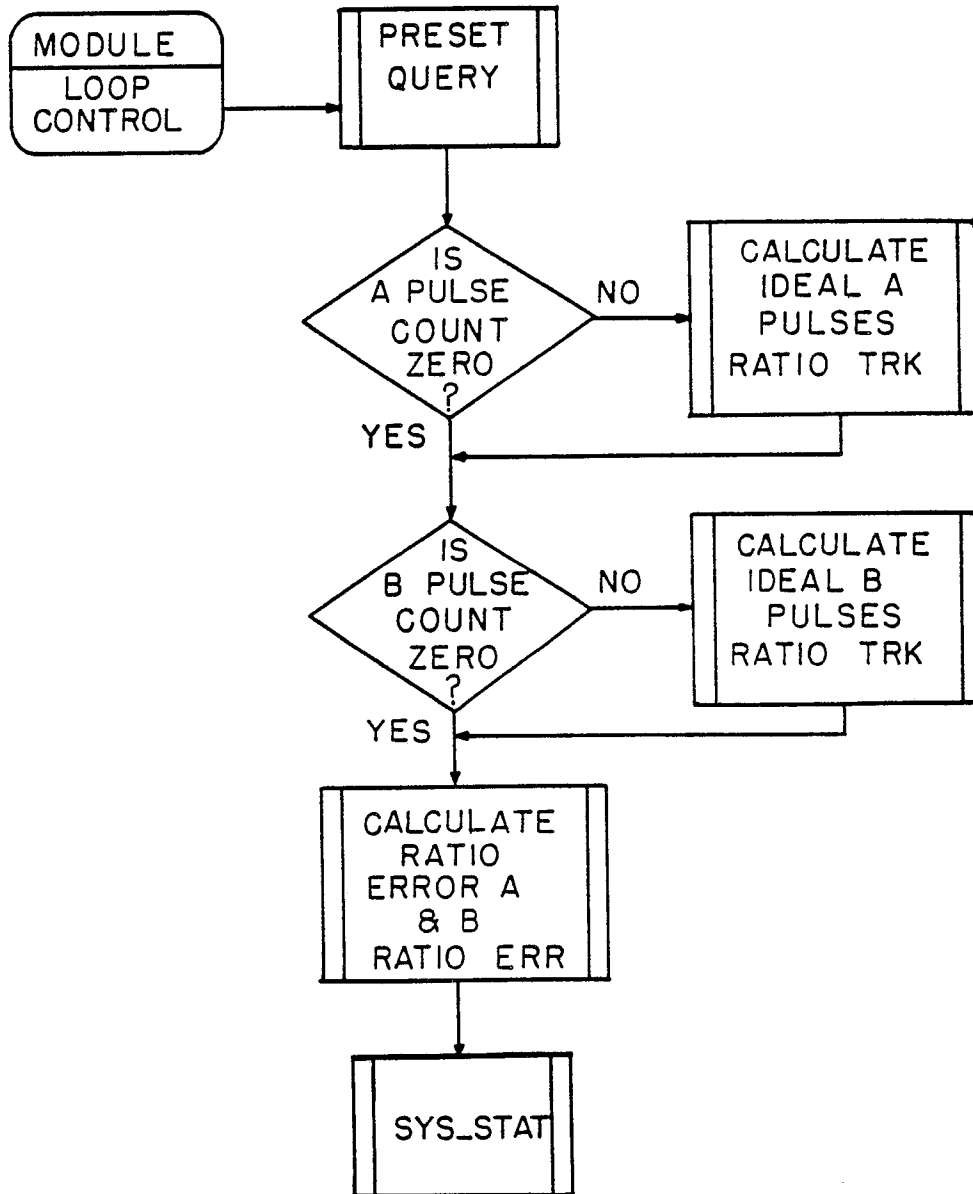 MODULE
LOOP
CONTROL
PRESET
QUERY
IS
A PULSE
COUNT
ZERO
?
NO
CALCULATE
IDEAL A
PULSES
RATIO TRK
YES
IS
B PULSE
COUNT
ZERO
?
NO
CALCULATE
IDEAL B
PULSES
RATIO TRK
YES
CALCULATE
RATIO
ERROR A
& B
RATIO ERR
SYS_STAT